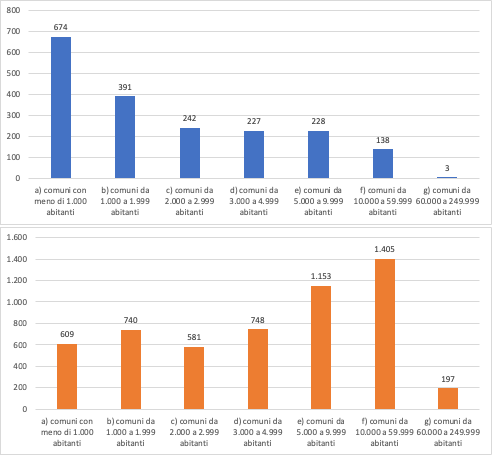 800
700
600
500
400
300
200
100
0
674
391
242
227
228
138
3
a) comuni con meno di 1.000 abitanti
b) comuni da 1.000 a 1.999 abitanti
c) comuni da 2.000 a 2.999 abitanti
d) comuni da 3.000 a 4.999 abitanti
e) comuni da 5.000 a 9.999 abitanti
f) comuni da 10.000 a 59.999 abitanti
g) comuni da 60.000 a 249.999 abitanti
1.600
1.400
1.200
1.000
800
600
400
200
0
609
740
581
748
1.153
1.405
197
a) comuni con meno di 1.000 abitanti
b) comuni da 1.000 a 1.999 abitanti
c) comuni da 2.000 a 2.999 abitanti
d) comuni da 3.000 a 4.999 abitanti
e) comuni da 5.000 a 9.999 abitanti
f) comuni da 10.000 a 59.999 abitanti
g) comuni da 60.000 a 249.999 abitanti